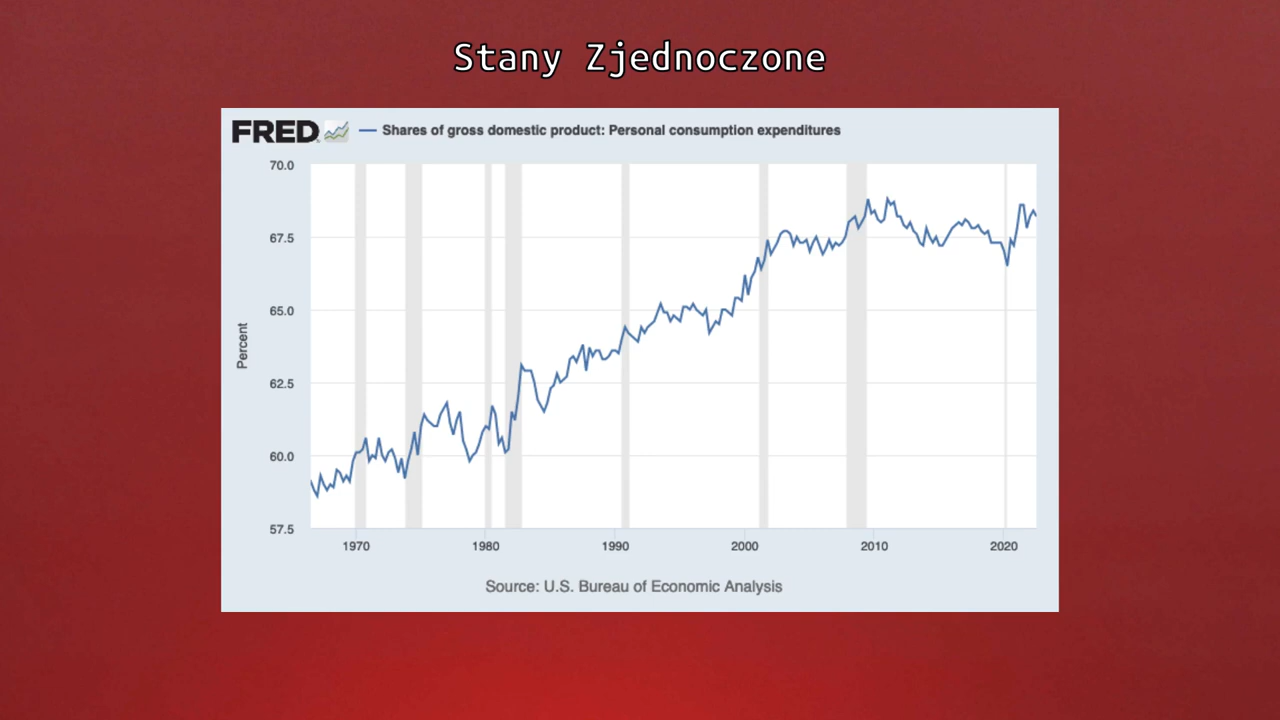 Stany Zjednoczone
FRED — Shares of gross domestic product: Personal consumption expenditures
70.0
67.5
65.0
62.5
60.0
57.5
Percent
1970 1980 1990 2000 2010 2020
Source: U.S. Bureau of Economic Analysis